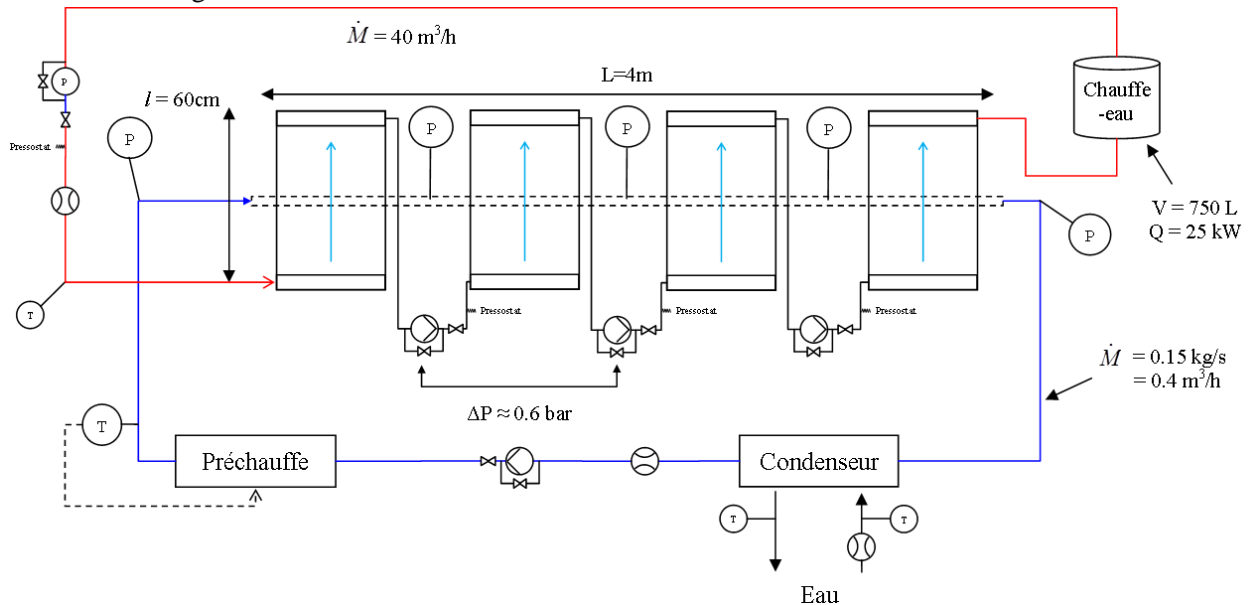 Ṁ = 40 m³/h
L=4m
P
l = 60cm
Chauffe
-eau
P
P
P
P
Pressostat
V = 750 L
Q = 25 kW
P
T
Pressostat
Pressostat
Pressostat
Ṁ = 0.15 kg/s
= 0.4 m³/h
ΔP ≈ 0.6 bar
T
Préchauffe
Condenseur
T
T
Eau